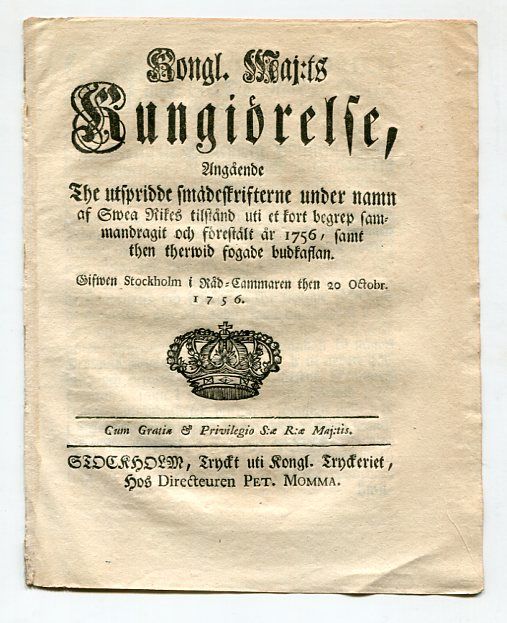 Kongl. Maj:ts
Kungiörelse,
Angående
The utspridde smädeskrifterne under namn
af Swea Rikes tilstånd uti et kort begrep sam-
mandragit och förestält år 1756, samt
then therwid fogade budkaflan.
Gifwen Stockholm i Råd-Cammaren then 20 Octobr.
1756.
Cum Gratia & Privilegio S:æ R:æ Maj:tis.
STOCKHOLM, Tryckt uti Kongl. Tryckeriet,
Hos Directeuren PET. MOMMA.